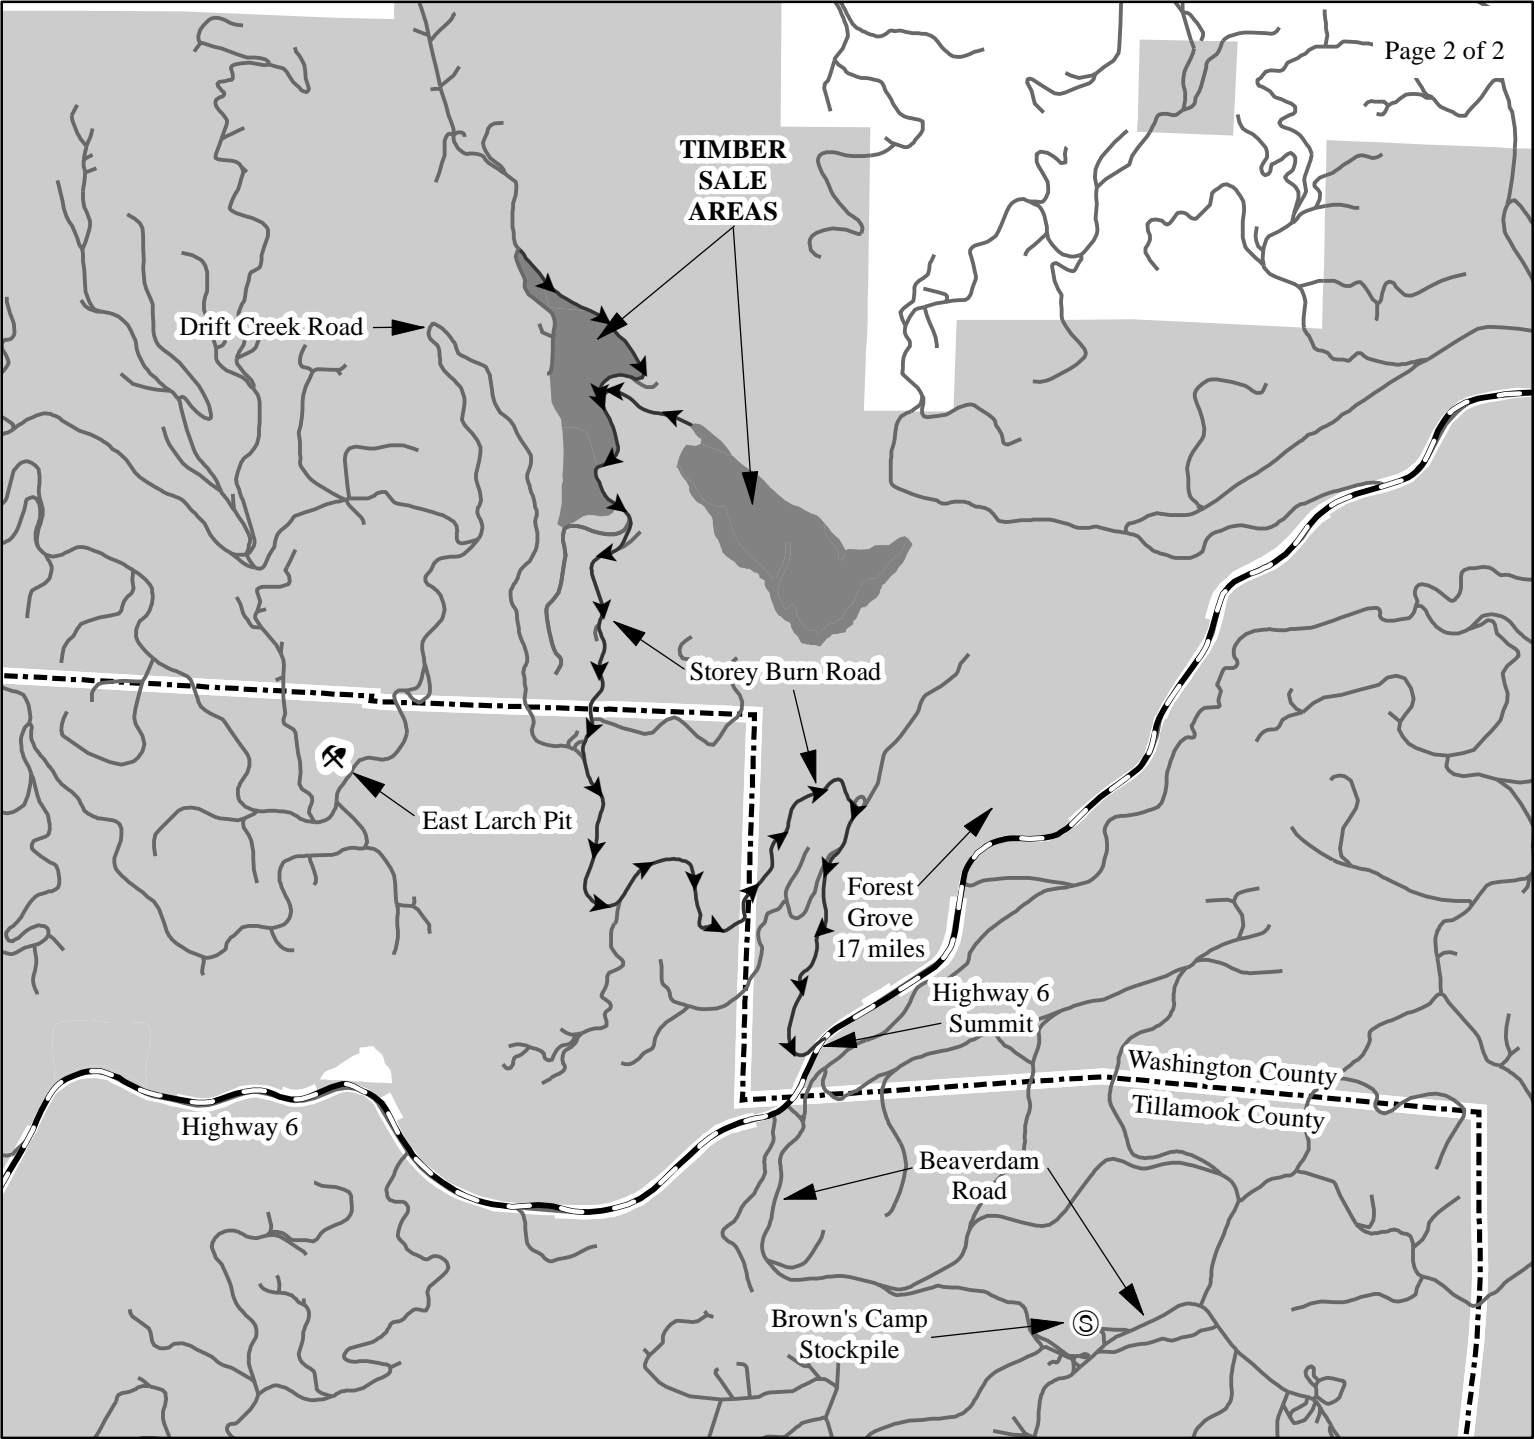 Page 2 of 2
TIMBER
SALE
AREAS
Drift Creek Road
Storey Burn Road
East Larch Pit
Forest
Grove
17 miles
Highway 6
Summit
Washington County
Tillamook County
Highway 6
Beaverdam
Road
Brown's Camp
Stockpile
S